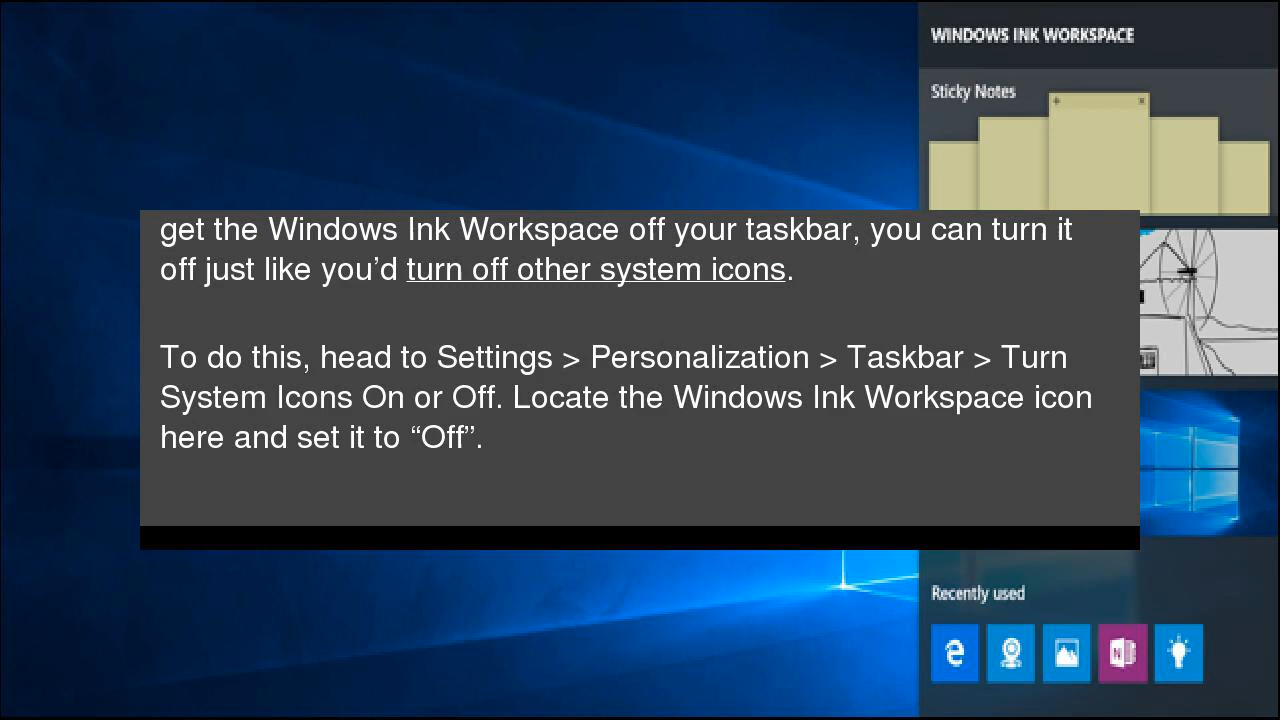 WINDOWS INK WORKSPACE
Sticky Notes
get the Windows Ink Workspace off your taskbar, you can turn it
off just like you’d turn off other system icons.
To do this, head to Settings > Personalization > Taskbar > Turn
System Icons On or Off. Locate the Windows Ink Workspace icon
here and set it to “Off”.
Recently used